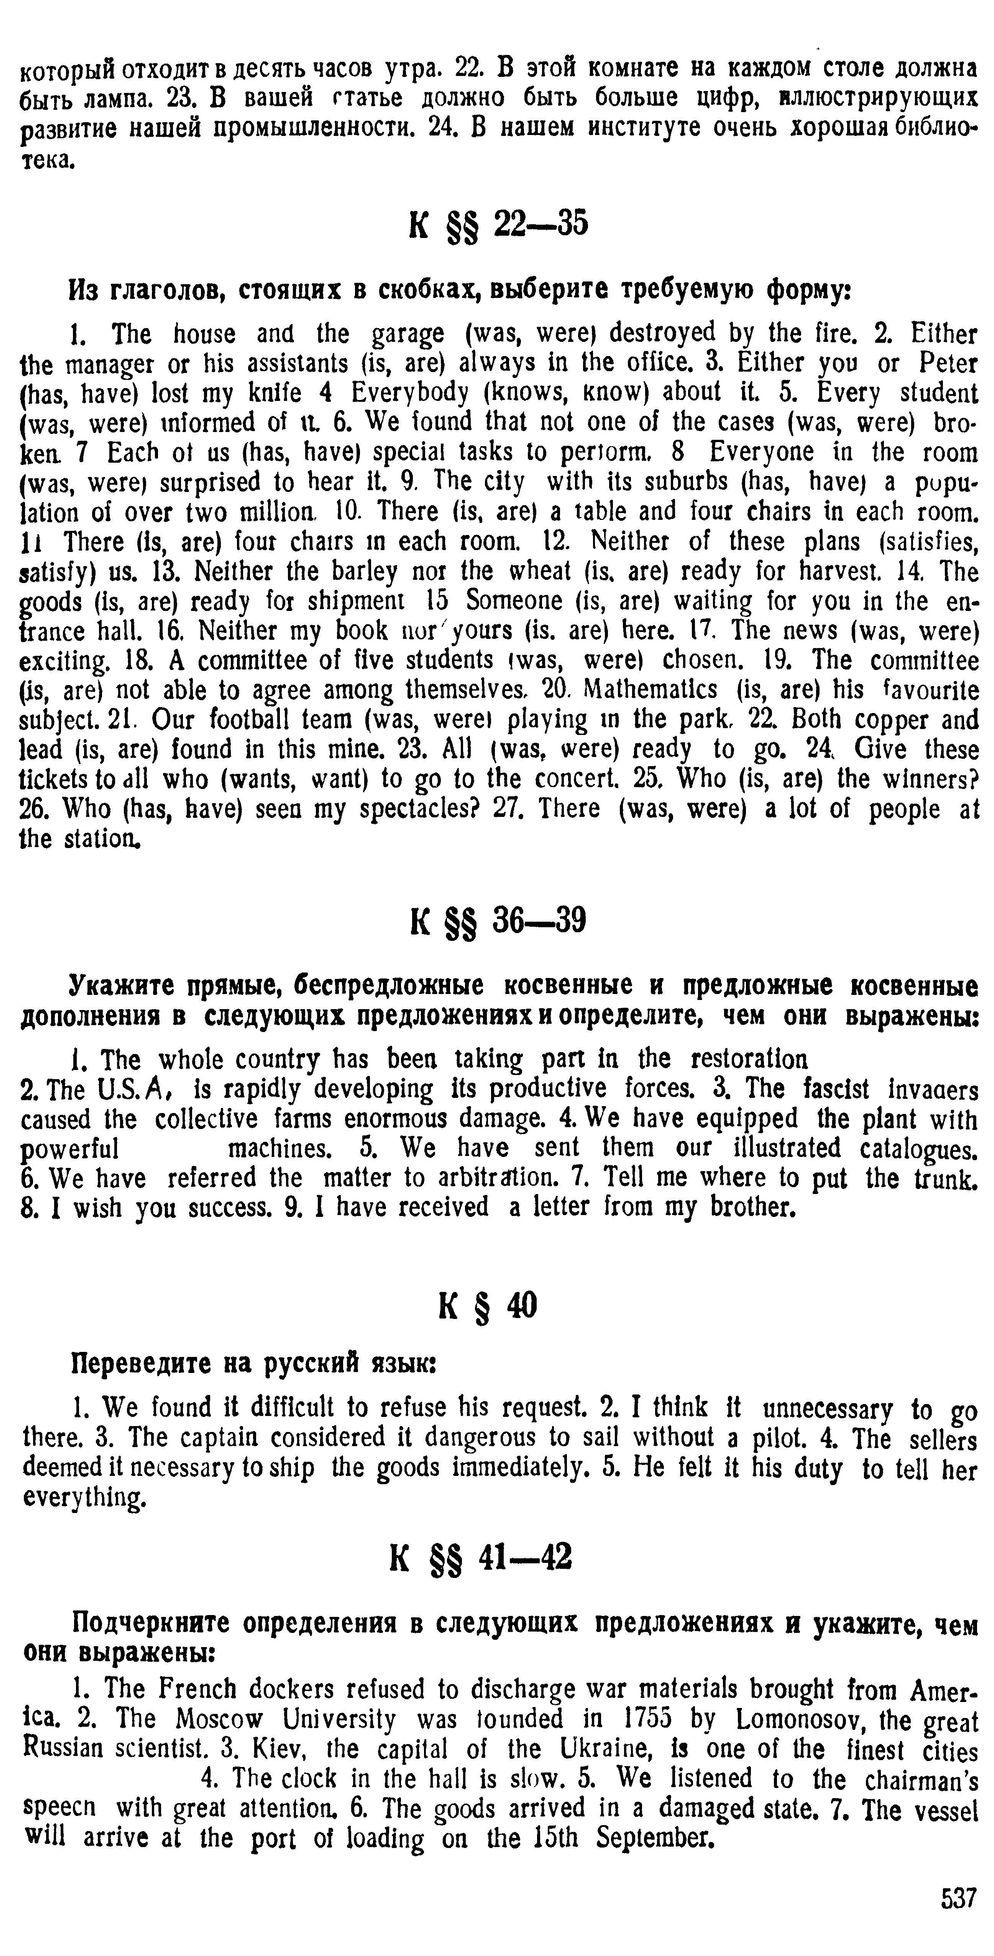 который отходит в десять часов утра. 22. В этой комнате на каждом столе должна
быть лампа. 23. В вашей статье должно быть больше цифр, иллюстрирующих
развитие нашей промышленности. 24. В нашем институте очень хорошая библио-
тека.
К §§ 22—35
Из глаголов, стоящих в скобках, выберите требуемую форму:
1. The house and the garage (was, were) destroyed by the fire. 2. Either
the manager or his assistants (is, are) always in the office. 3. Either you or Peter
(has, have) lost my knife 4 Everybody (knows, know) about it. 5. Every student
(was, were) informed of it. 6. We found that not one of the cases (was, were) bro-
ken. 7 Each of us (has, have) special tasks to perform. 8 Everyone in the room
(was, were) surprised to hear it. 9. The city with its suburbs (has, have) a popu-
lation of over two million. 10. There (is, are) a table and four chairs in each room.
11 There (is, are) four chairs in each room. 12. Neither of these plans (satisfies,
satisfy) us. 13. Neither the barley nor the wheat (is, are) ready for harvest. 14. The
goods (is, are) ready for shipment 15 Someone (is, are) waiting for you in the en-
trance hall. 16. Neither my book nor yours (is. are) here. 17. The news (was, were)
exciting. 18. A committee of five students (was, were) chosen. 19. The committee
(is, are) not able to agree among themselves. 20. Mathematics (is, are) his favourite
subject. 21. Our football team (was, were) playing in the park. 22. Both copper and
lead (is, are) found in this mine. 23. All (was, were) ready to go. 24. Give these
tickets to all who (wants, want) to go to the concert. 25. Who (is, are) the winners?
26. Who (has, have) seen my spectacles? 27. There (was, were) a lot of people at
the station.
К §§ 36—39
Укажите прямые, беспредложные косвенные и предложные косвенные
дополнения в следующих предложениях и определите, чем они выражены:
1. The whole country has been taking part in the restoration
2. The U.S.A. is rapidly developing its productive forces. 3. The fascist invaders
caused the collective farms enormous damage. 4. We have equipped the plant with
powerful machines. 5. We have sent them our illustrated catalogues.
6. We have referred the matter to arbitration. 7. Tell me where to put the trunk.
8. I wish you success. 9. I have received a letter from my brother.
К § 40
Переведите на русский язык:
1. We found it difficult to refuse his request. 2. I think it unnecessary to go
there. 3. The captain considered it dangerous to sail without a pilot. 4. The sellers
deemed it necessary to ship the goods immediately. 5. He felt it his duty to tell her
everything.
К §§ 41—42
Подчеркните определения в следующих предложениях и укажите, чем
они выражены:
1. The French dockers refused to discharge war materials brought from Amer-
ica. 2. The Moscow University was founded in 1755 by Lomonosov, the great
Russian scientist. 3. Kiev, the capital of the Ukraine, is one of the finest cities
4. The clock in the hall is slow. 5. We listened to the chairman's
speech with great attention. 6. The goods arrived in a damaged state. 7. The vessel
will arrive at the port of loading on the 15th September.
537